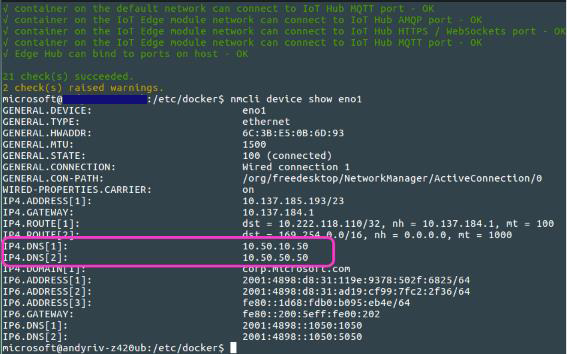 √ container on the default network can connect to IoT Hub MQTT port - OK
√ container on the IoT Edge module network can connect to IoT Hub AMQP port - OK
√ container on the IoT Edge module network can connect to IoT Hub HTTPS / WebSockets port - OK
√ container on the IoT Edge module network can connect to IoT Hub MQTT port - OK
√ Edge Hub can bind to ports on host - OK
21 check(s) succeeded.
2 check(s) raised warnings.
microsoft@ :/etc/docker$ nmcli device show eno1
GENERAL.DEVICE: eno1
GENERAL.TYPE: ethernet
GENERAL.HWADDR: 6C:3B:E5:0B:6D:93
GENERAL.MTU: 1500
GENERAL.STATE: 100 (connected)
GENERAL.CONNECTION: Wired connection 1
GENERAL.CON-PATH: /org/freedesktop/NetworkManager/ActiveConnection/0
WIRED-PROPERTIES.CARRIER: on
IP4.ADDRESS[1]: 10.137.185.193/23
IP4.GATEWAY: 10.137.184.1
IP4.ROUTE[1]: dst = 10.222.118.110/32, nh = 10.137.184.1, mt = 100
IP4.ROUTE[2]: dst = 169.254.0.0/16, nh = 0.0.0.0, mt = 1000
IP4.DNS[1]: 10.50.10.50
IP4.DNS[2]: 10.50.50.50
IP4.DOMAIN[1]: corp.microsoft.com
IP6.ADDRESS[1]: 2001:4898:d8:31:119e:9378:502f:6825/64
IP6.ADDRESS[2]: 2001:4898:d8:31:ad19:cf99:7fc2:2f36/64
IP6.ADDRESS[3]: fe80::1d68:fdb0:b095:eb4e/64
IP6.GATEWAY: fe80::200:5eff:fe00:202
IP6.DNS[1]: 2001:4898::1050:1050
IP6.DNS[2]: 2001:4898::1050:5050
microsoft@andyriv-z420ub:/etc/docker$